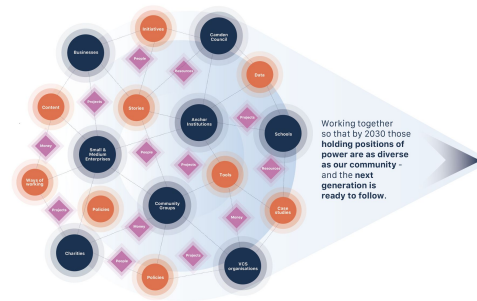 Initiatives
Camden
Council
Businesses
People
Resources
Data
Content
Projects
Stories
Anchor
Institutions
Projects
Schools
Money
Small &
Medium
Enterprises
People
Projects
Resources
Ways of
working
Tools
Projects
Policies
Community
Groups
Money
Case
Studies
Money
Charities
People
Projects
VCS
organisations
Policies
Working together
so that by 2030 those
holding positions of
power are as diverse
as our community -
and the next
generation is
ready to follow.